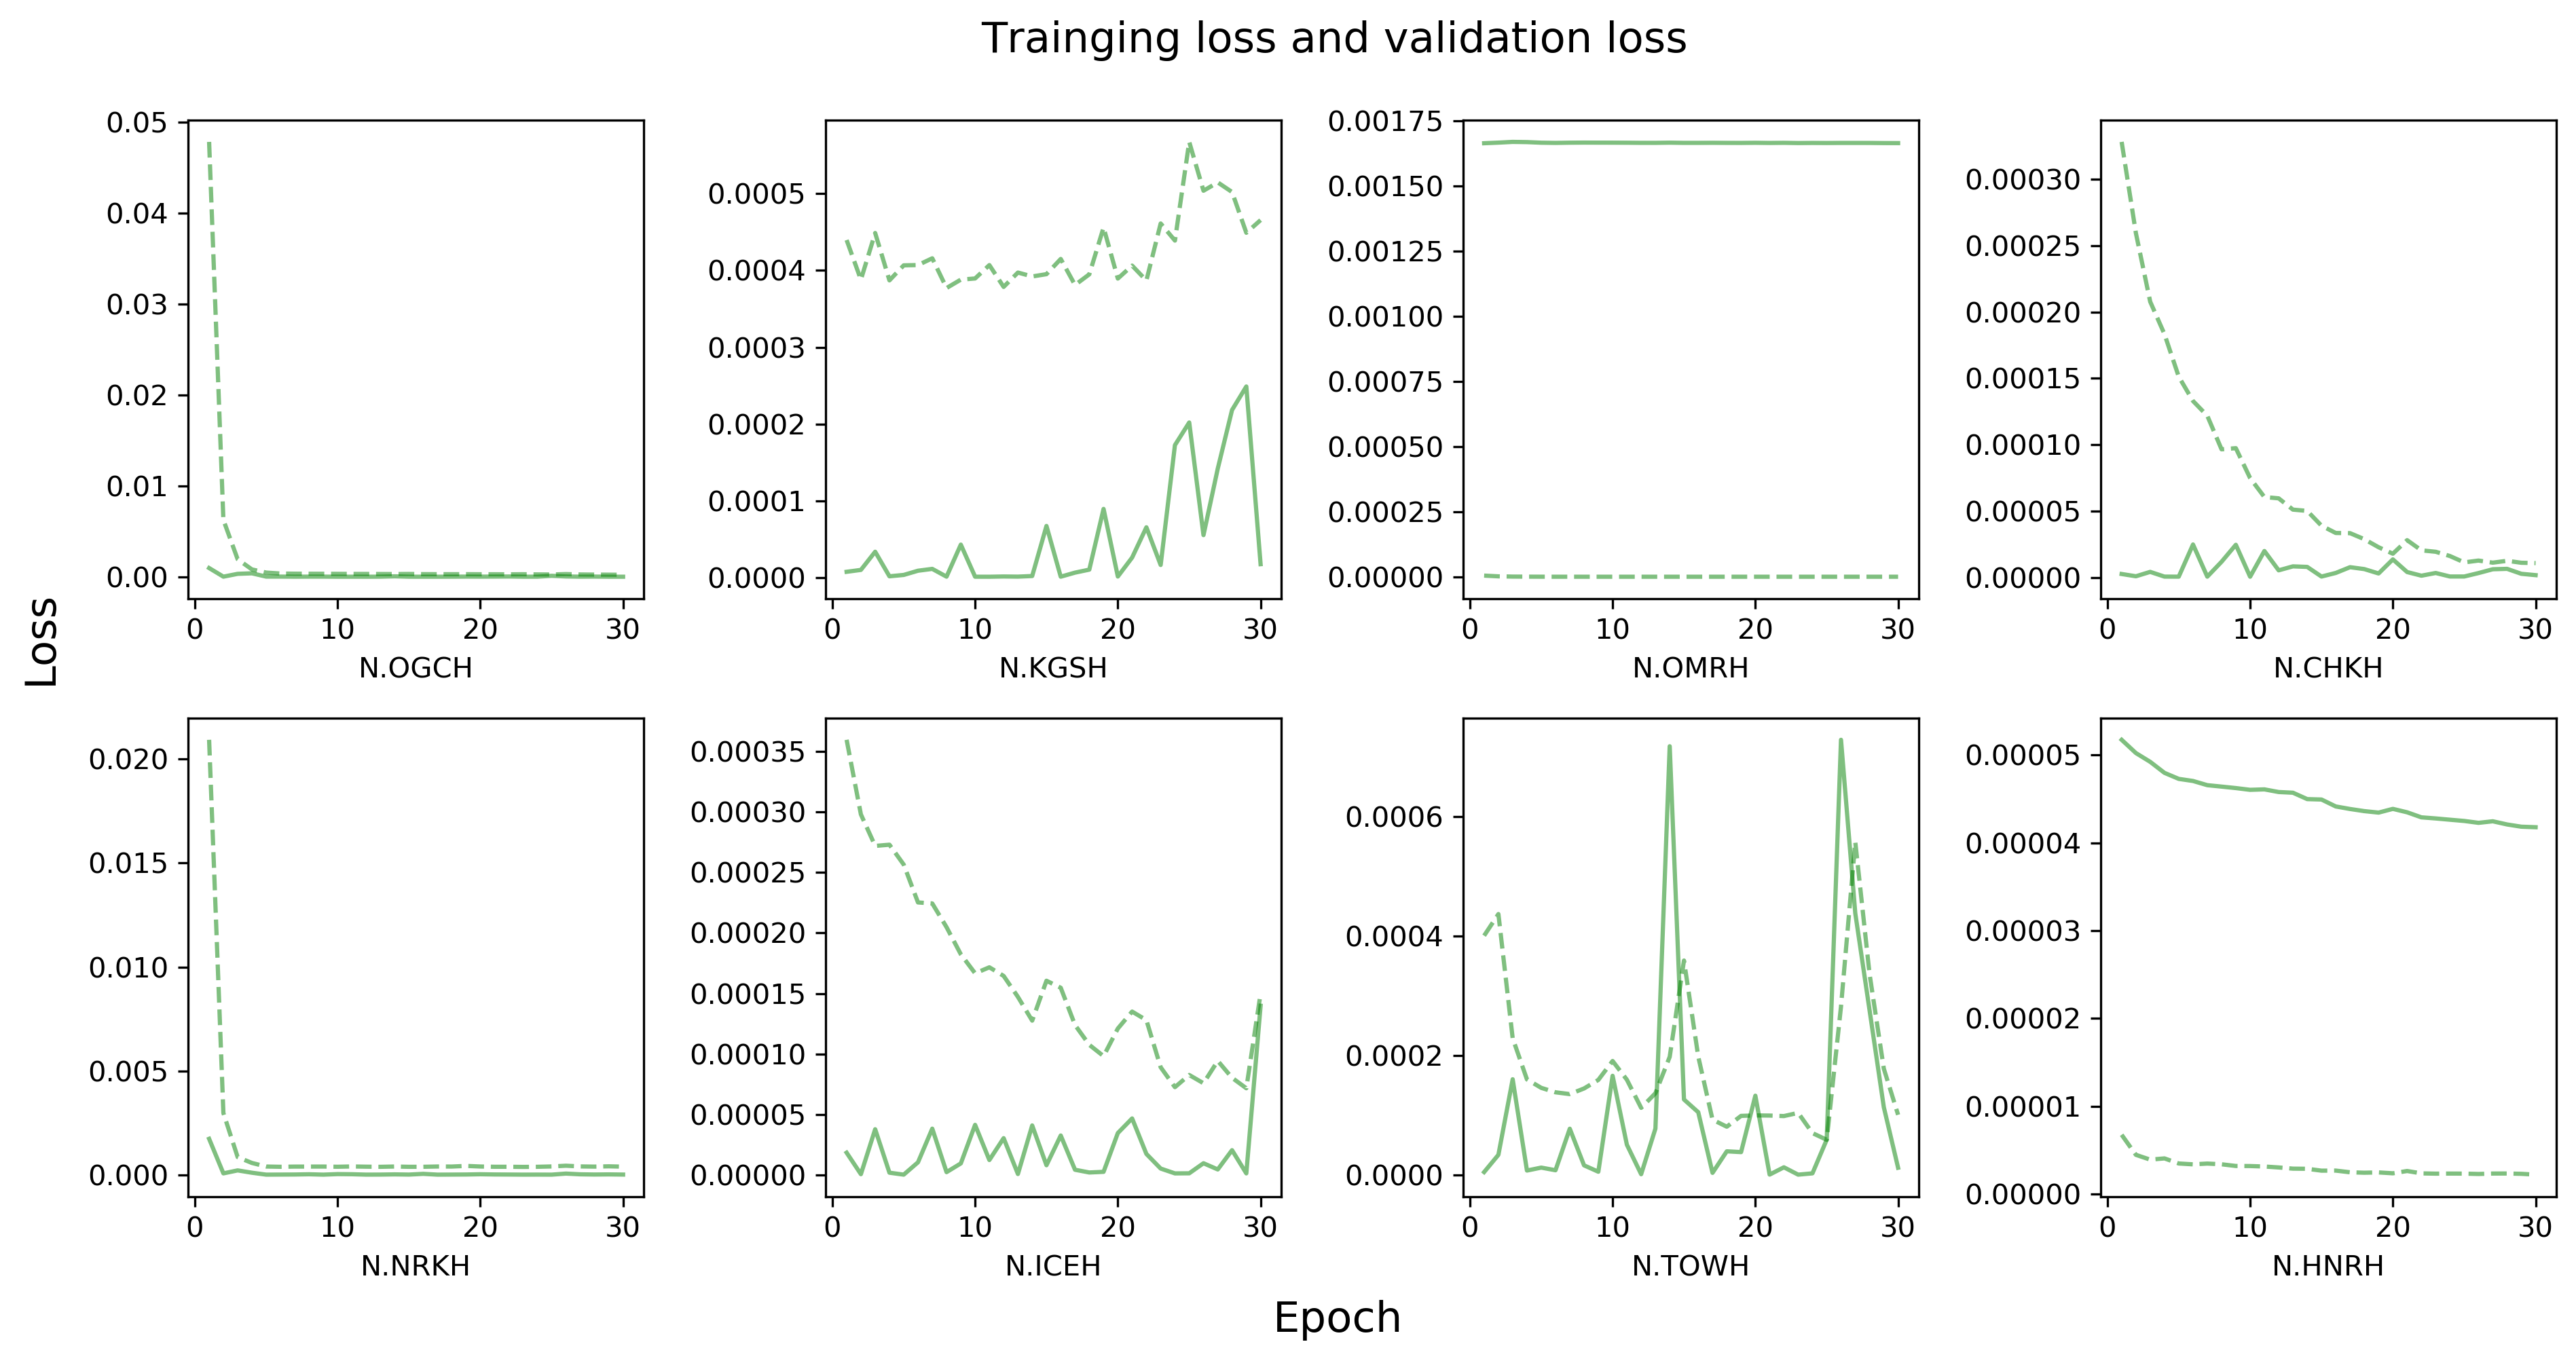 Trainging loss and validation loss
Loss
0.05
0.04
0.03
0.02
0.01
0.00
0 10 20 30
N.OGCH
0.0005
0.0004
0.0003
0.0002
0.0001
0.0000
0 10 20 30
N.KGSH
0.00175
0.00150
0.00125
0.00100
0.00075
0.00050
0.00025
0.00000
0 10 20 30
N.OMRH
0.00030
0.00025
0.00020
0.00015
0.00010
0.00005
0.00000
0 10 20 30
N.CHKH
0.020
0.015
0.010
0.005
0.000
0 10 20 30
N.NRKH
0.00035
0.00030
0.00025
0.00020
0.00015
0.00010
0.00005
0.00000
0 10 20 30
N.ICEH
0.0006
0.0004
0.0002
0.0000
0 10 20 30
N.TOWH
0.00005
0.00004
0.00003
0.00002
0.00001
0.00000
0 10 20 30
N.HNRH
Epoch